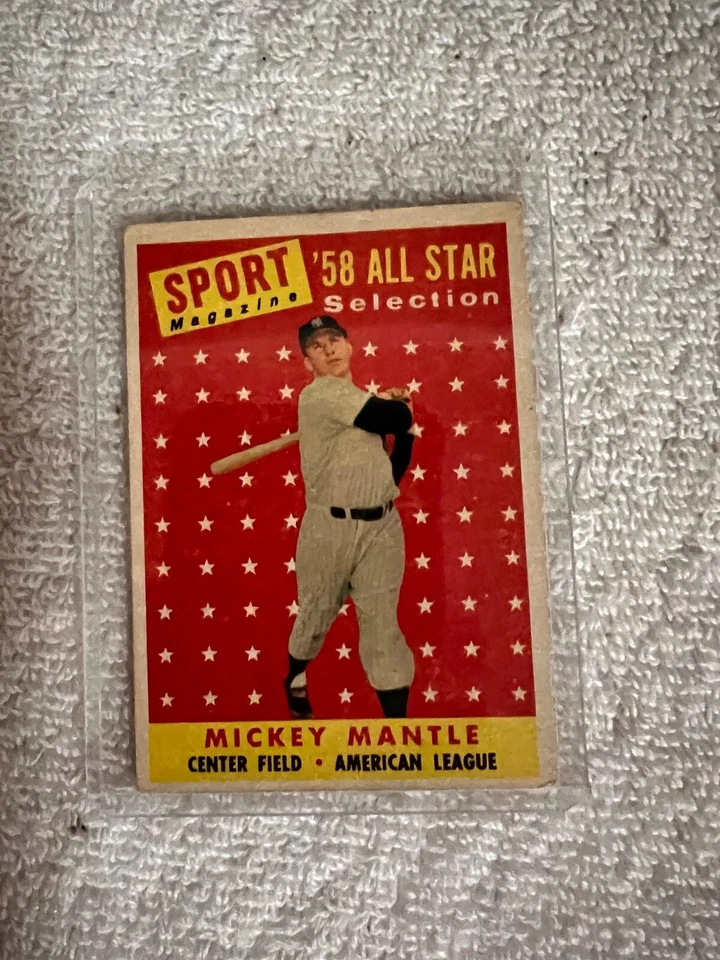 SPORT '58 ALL STAR
Magazine Selection
MICKEY MANTLE
CENTER FIELD • AMERICAN LEAGUE